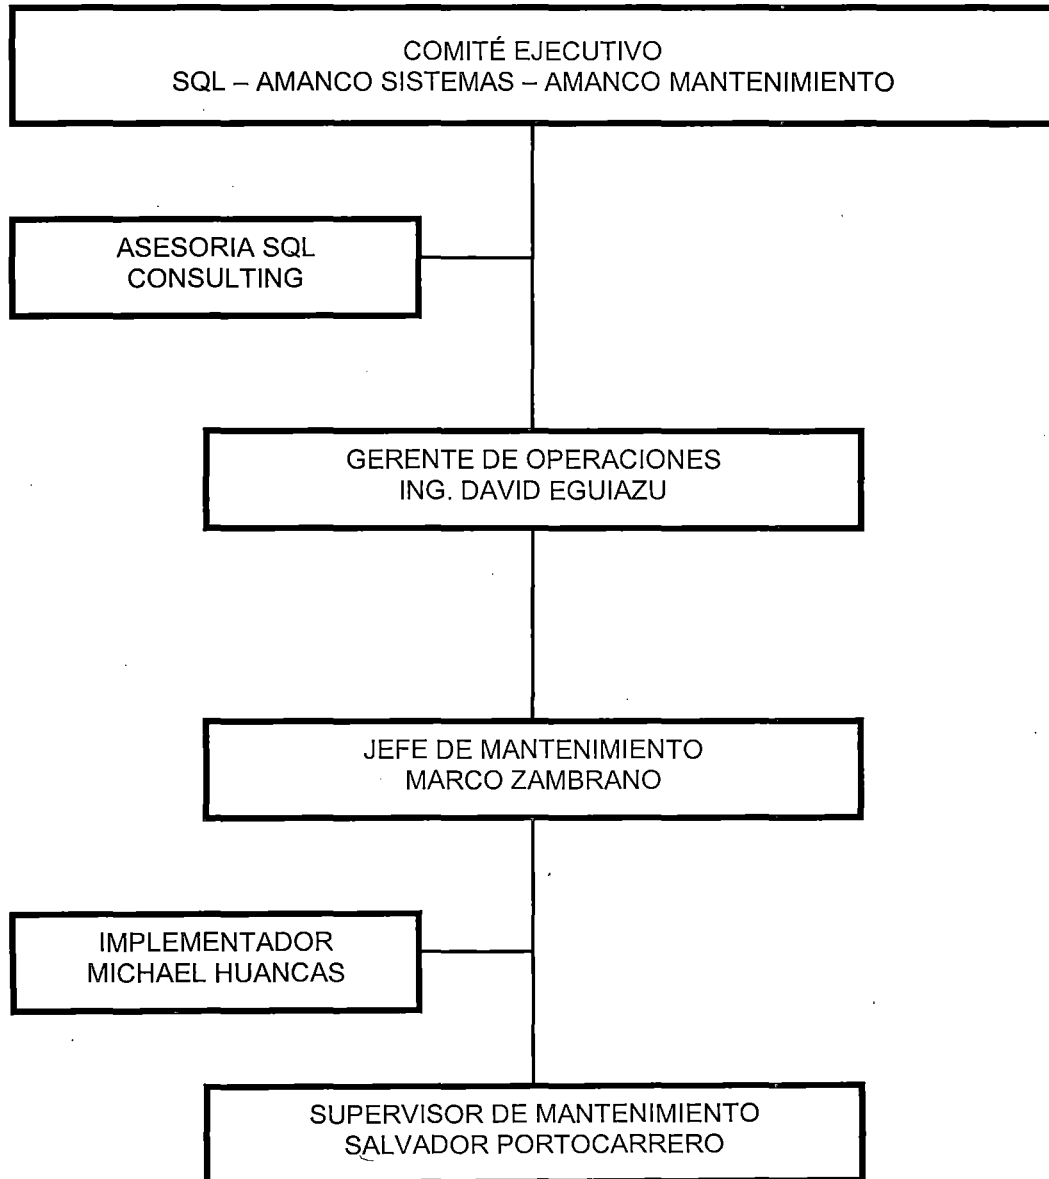 COMITÉ EJECUTIVO
SQL – AMANCO SISTEMAS – AMANCO MANTENIMIENTO
ASESORIA SQL
CONSULTING
GERENTE DE OPERACIONES
ING. DAVID EGUIAZU
JEFE DE MANTENIMIENTO
MARCO ZAMBRANO
IMPLEMENTADOR
MICHAEL HUANCAS
SUPERVISOR DE MANTENIMIENTO
SALVADOR PORTOCARRERO